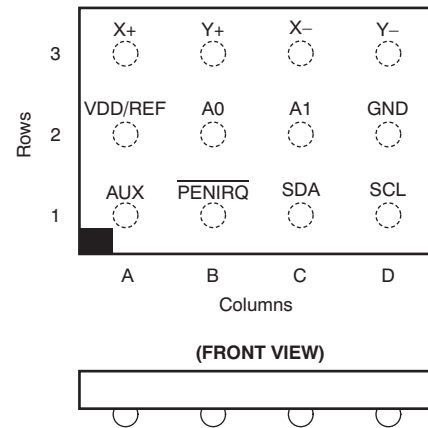 X+ Y+ X– Y–
3
VDD/REF A0 A1 GND
Rows 2
AUX PENIRQ SDA SCL
1
A B C D
Columns
(FRONT VIEW)